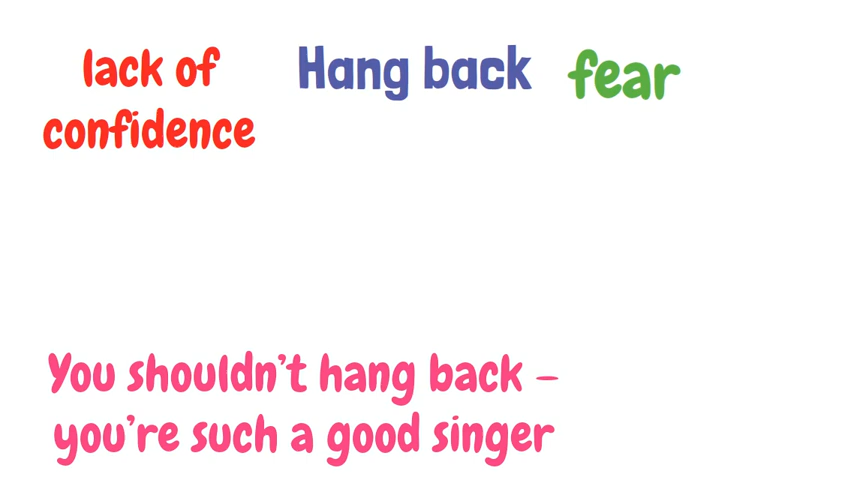 lack of
confidence
Hang back
fear
You shouldn't hang back –
you're such a good singer